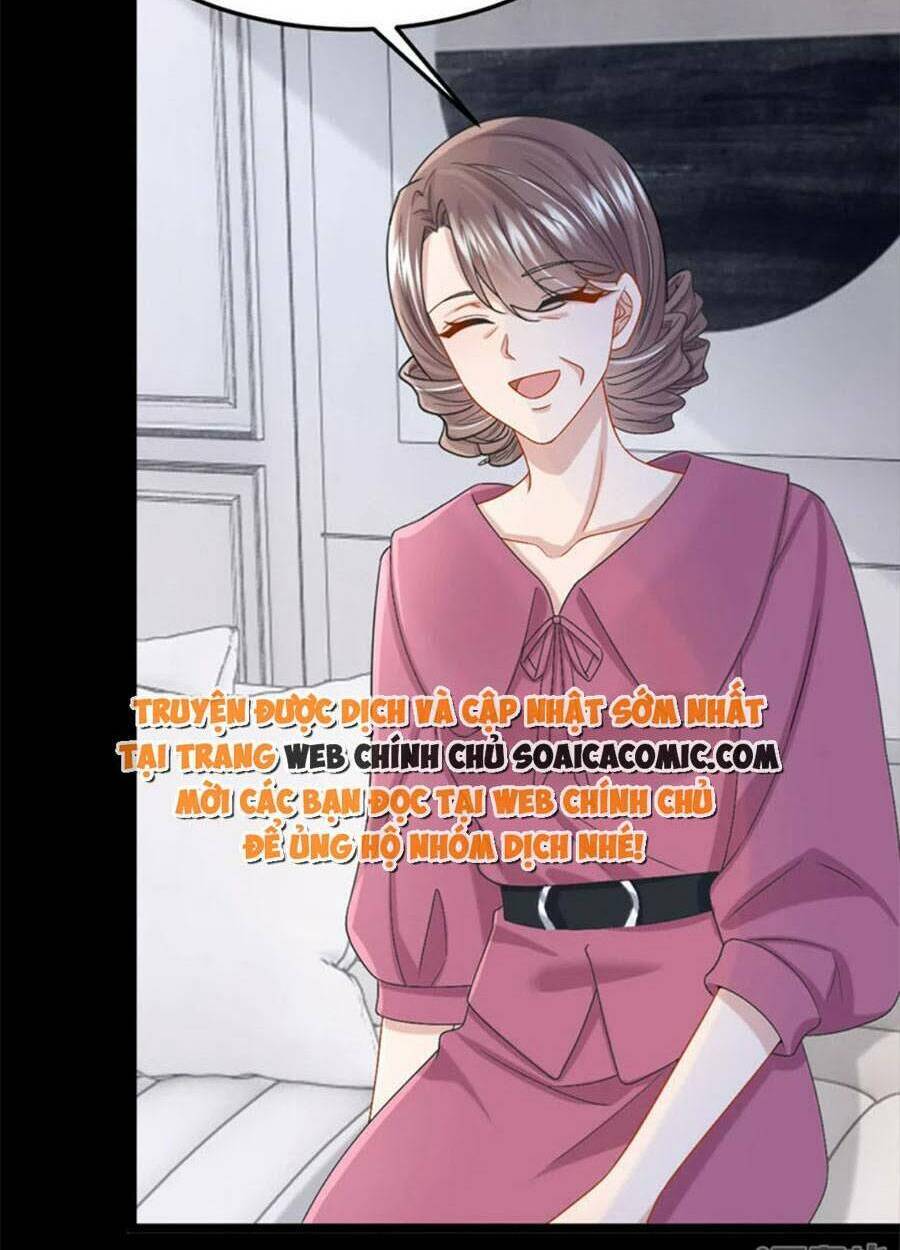 TRUYỆN ĐƯỢC DỊCH VÀ CẬP NHẬT SỚM NHẤT
TẠI TRANG WEB CHÍNH CHỦ SOAICACOMIC.COM
MỜI CÁC BẠN ĐỌC TẠI WEB CHÍNH CHỦ
ĐỂ ỦNG HỘ NHÓM DỊCH NHÉ!